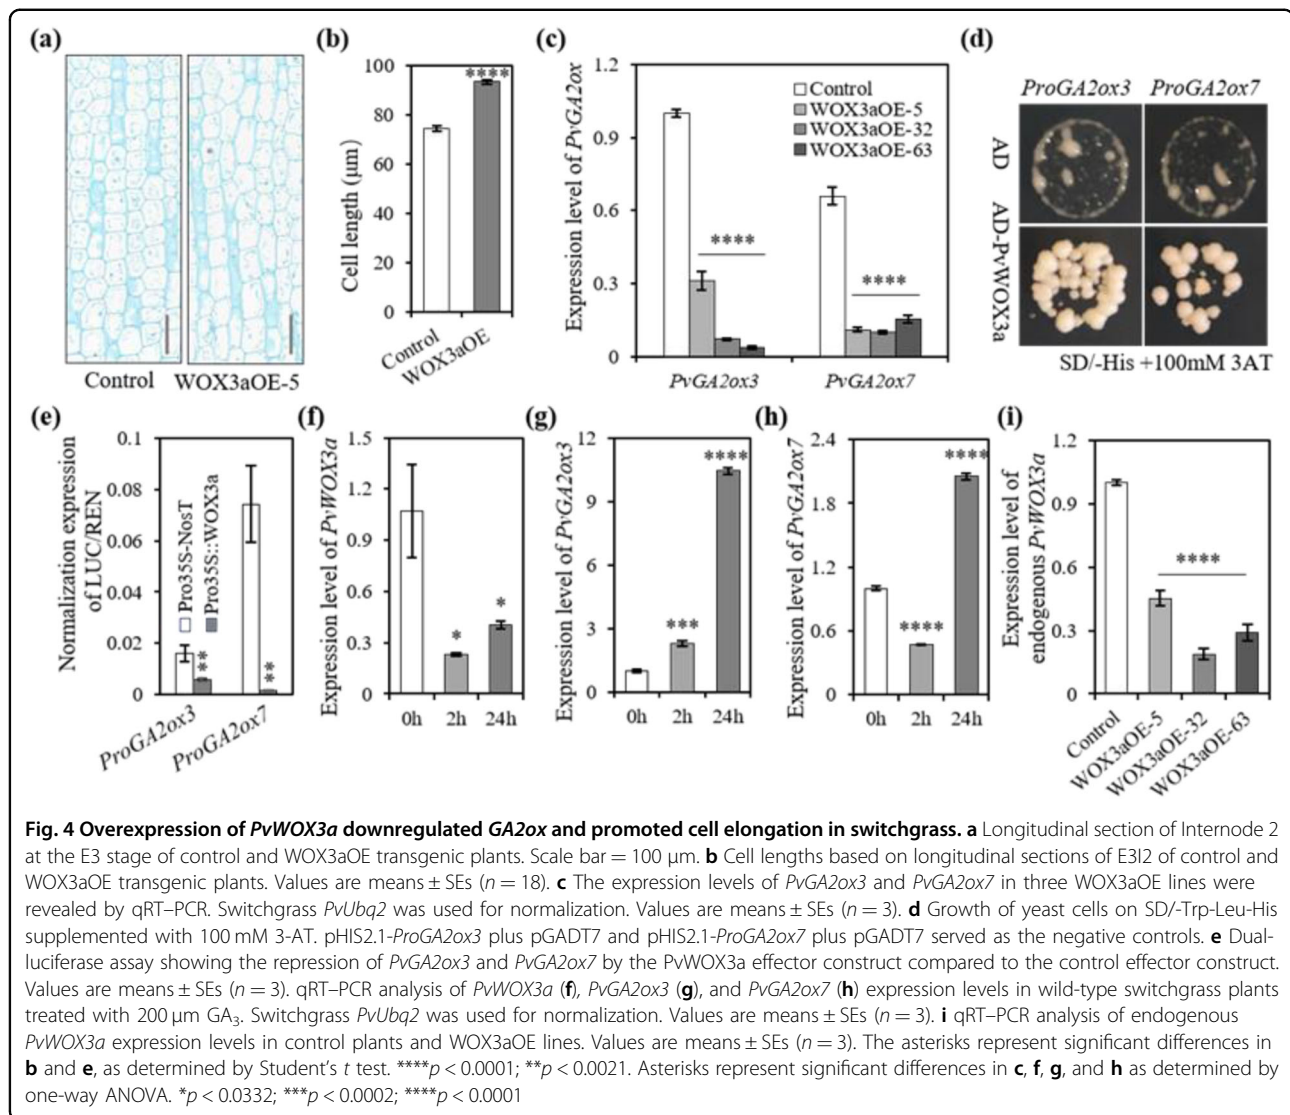 (a)
Control WOX3aOE-5
(b)
Cell length (µm)
100
80
60
40
20
0
****
Control
WOX3aOE
(c)
Expression level of PvGA2ox
1.2
0.9
0.6
0.3
0
Control
WOX3aOE-5
WOX3aOE-32
WOX3aOE-63
****
****
PvGA2ox3 PvGA2ox7
(d)
ProGA2ox3 ProGA2ox7
AD
AD-PvWOX3a
SD/-His +100mM 3AT
(e)
Normalization expression
of LUC/REN
0.1
0.08
0.06
0.04
0.02
0
Pro35S-NosT
Pro35S::WOX3a
**
**
ProGA2ox3
ProGA2ox7
(f)
Expression level of PvWOX3a
1.5
1.2
0.9
0.6
0.3
0
*
*
0h 2h 24h
(g)
Expression level of PvGA2ox3
12
10
8
6
4
2
0
***
****
0h 2h 24h
(h)
Expression level of PvGA2ox7
2.4
1.8
1.2
0.6
0
****
****
0h 2h 24h
(i)
Expression level of
endogenous PvWOX3a
1.2
0.9
0.6
0.3
0
****
Control
WOX3aOE-5
WOX3aOE-32
WOX3aOE-63
Fig. 4 Overexpression of PvWOX3a downregulated GA2ox and promoted cell elongation in switchgrass. a Longitudinal section of Internode 2
at the E3 stage of control and WOX3aOE transgenic plants. Scale bar = 100 µm. b Cell lengths based on longitudinal sections of E3I2 of control and
WOX3aOE transgenic plants. Values are means ± SEs (n = 18). c The expression levels of PvGA2ox3 and PvGA2ox7 in three WOX3aOE lines were
revealed by qRT–PCR. Switchgrass PvUbq2 was used for normalization. Values are means ± SEs (n = 3). d Growth of yeast cells on SD/-Trp-Leu-His
supplemented with 100 mM 3-AT. pHIS2.1-ProGA2ox3 plus pGADT7 and pHIS2.1-ProGA2ox7 plus pGADT7 served as the negative controls. e Dual-
luciferase assay showing the repression of PvGA2ox3 and PvGA2ox7 by the PvWOX3a effector construct compared to the control effector construct.
Values are means ± SEs (n = 3). qRT–PCR analysis of PvWOX3a (f), PvGA2ox3 (g), and PvGA2ox7 (h) expression levels in wild-type switchgrass plants
treated with 200 µm GA₃. Switchgrass PvUbq2 was used for normalization. Values are means ± SEs (n = 3). i qRT–PCR analysis of endogenous
PvWOX3a expression levels in control plants and WOX3aOE lines. Values are means ± SEs (n = 3). The asterisks represent significant differences in
b and e, as determined by Student's t test. ****p < 0.0001; **p < 0.0021. Asterisks represent significant differences in c, f, g, and h as determined by
one-way ANOVA. *p < 0.0332; ***p < 0.0002; ****p < 0.0001